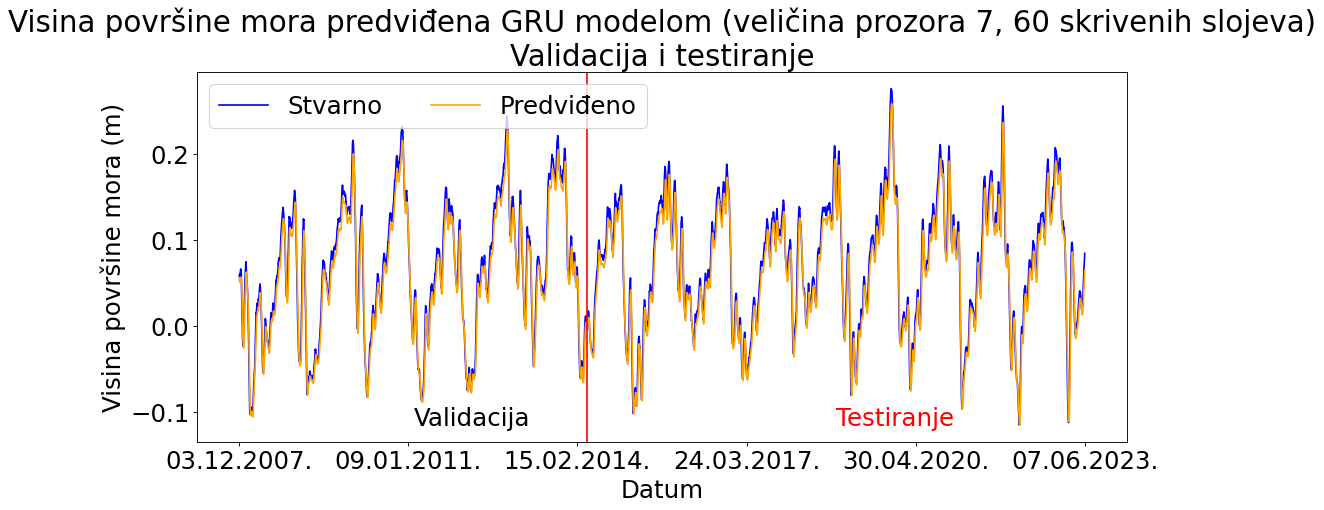 Visina površine mora predviđena GRU modelom (veličina prozora 7, 60 skrivenih slojeva)
Validacija i testiranje
Stvarno Predviđeno
Visina površine mora (m)
0.2
0.1
0.0
−0.1
Validacija
Testiranje
03.12.2007. 09.01.2011. 15.02.2014. 24.03.2017. 30.04.2020. 07.06.2023.
Datum